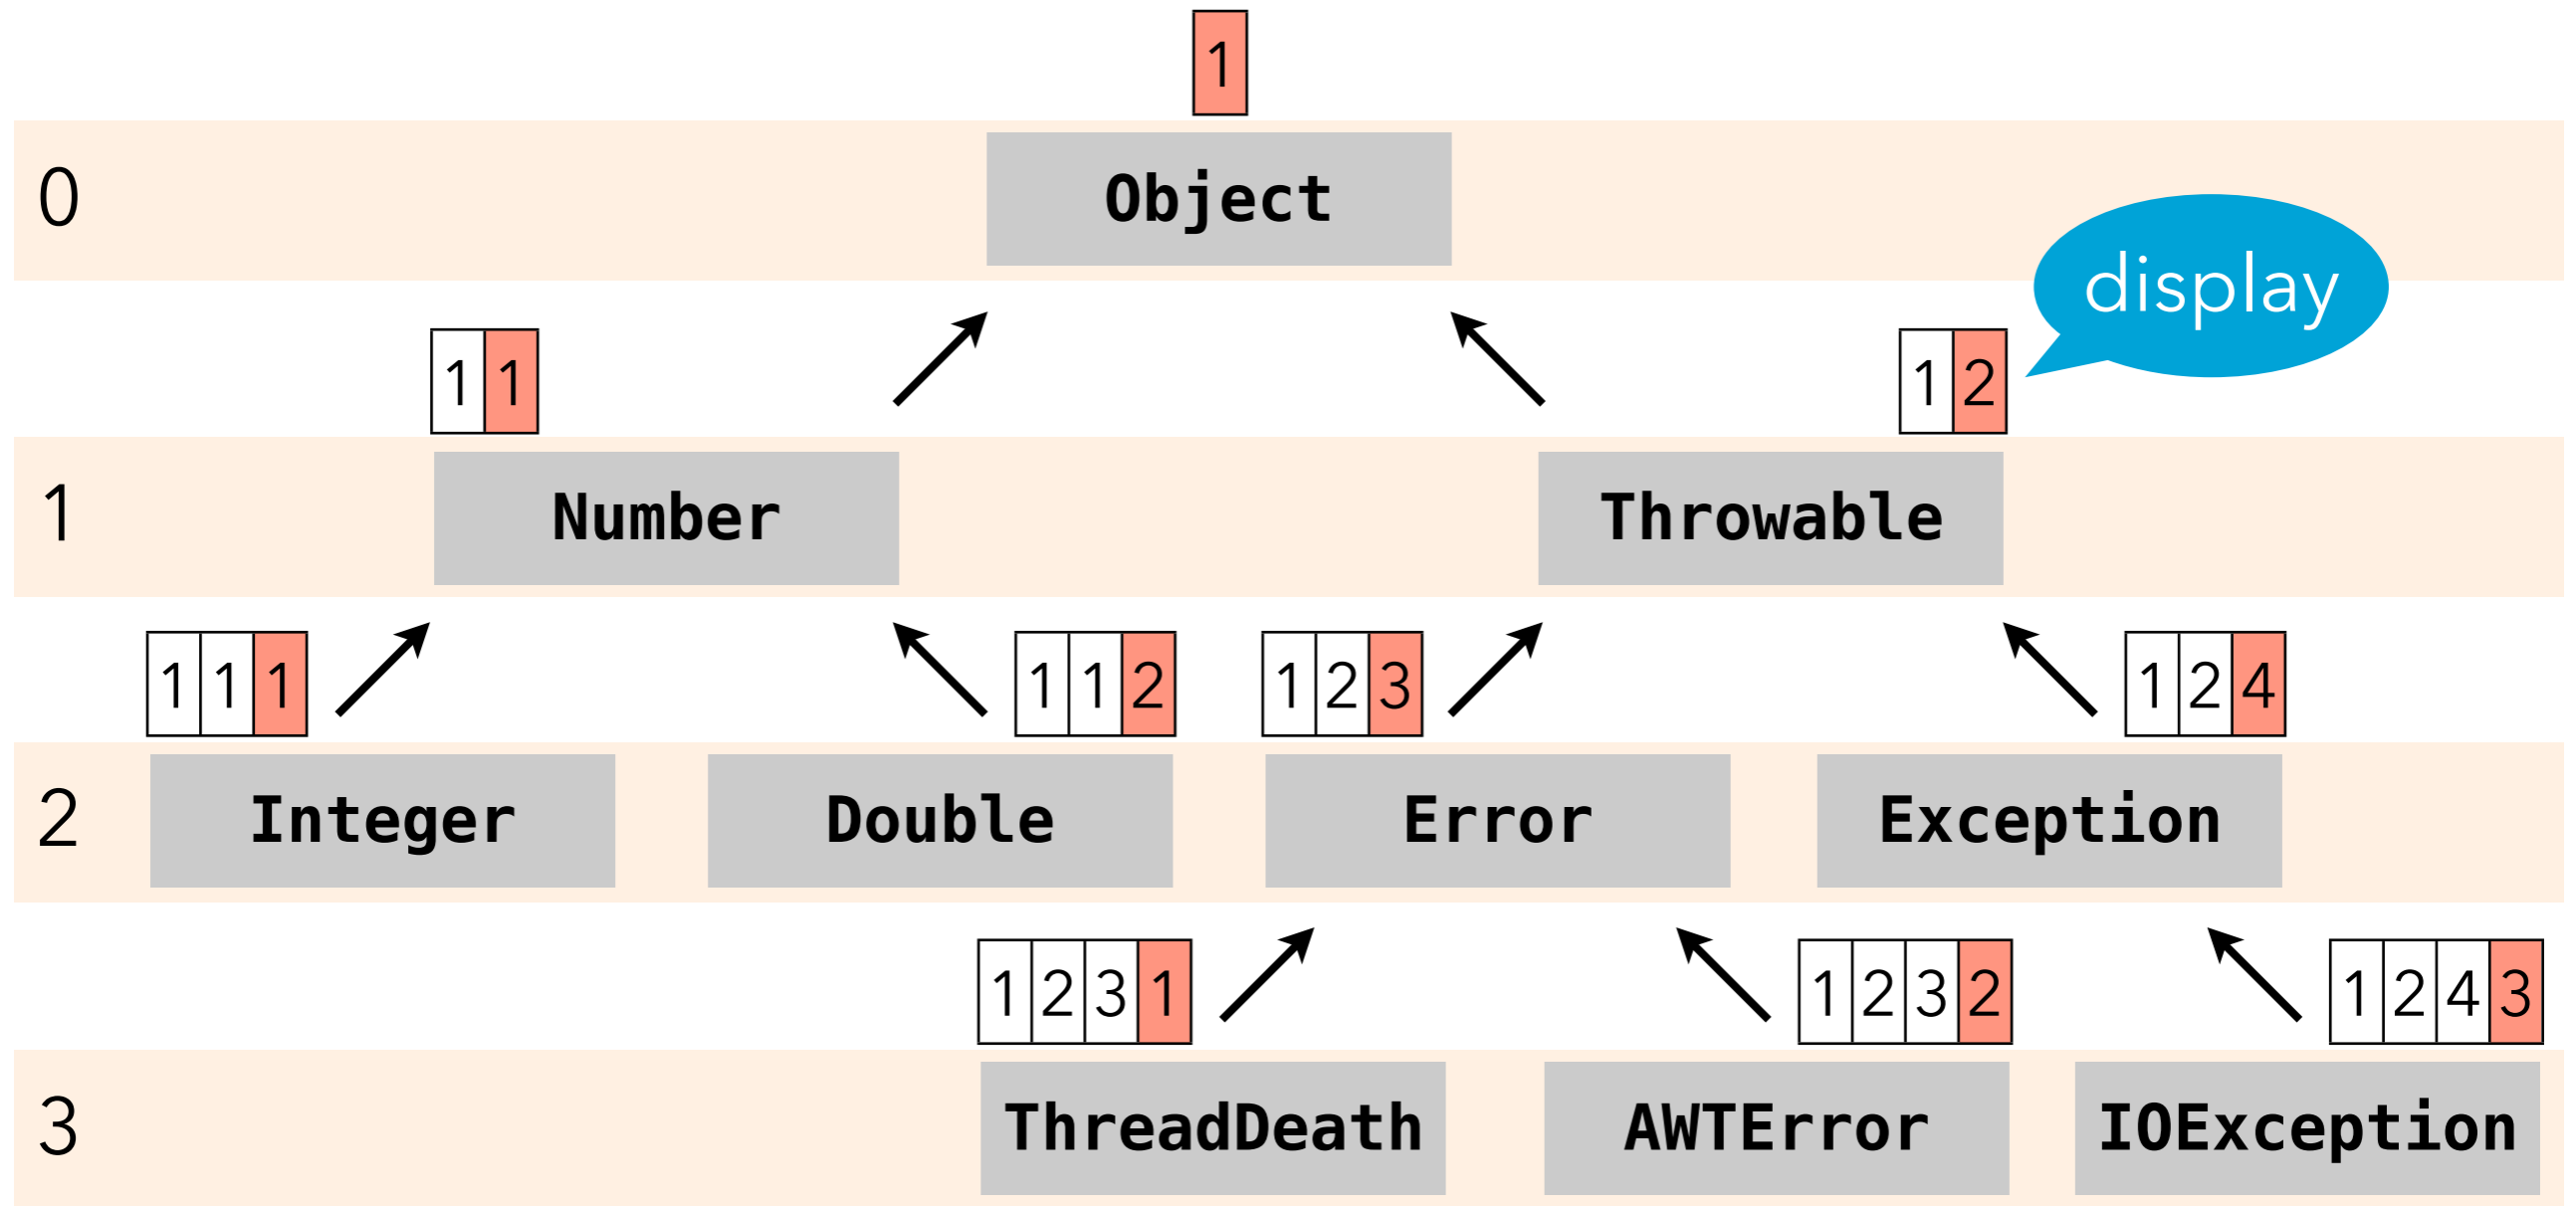 1
0
Object
display
1 1
1 2
1
Number
Throwable
1 1 1
1 1 2
1 2 3
1 2 4
2
Integer
Double
Error
Exception
1 2 3 1
1 2 3 2
1 2 4 3
3
ThreadDeath
AWTError
IOException